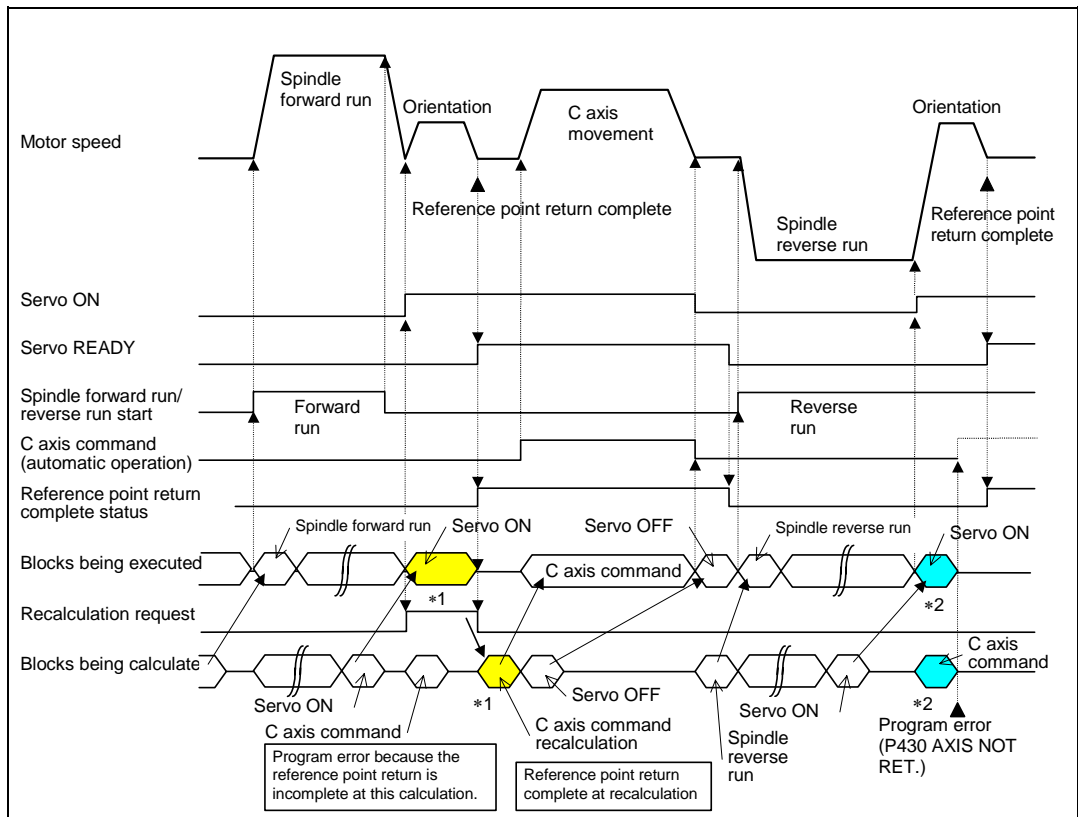 Spindle
forward run
Orientation
C axis
movement
Orientation
Motor speed
Reference point return complete
Spindle
reverse run
Reference point
return complete
Servo ON
Servo READY
Spindle forward run/
reverse run start
Forward
run
Reverse
run
C axis command
(automatic operation)
Reference point return
complete status
Spindle forward run
Servo ON
Servo OFF
Spindle reverse run
Servo ON
Blocks being executed
C axis command
*1
*2
Recalculation request
Blocks being calculate
C axis
command
Servo ON
*1
Servo OFF
Servo ON
*2
C axis command
C axis command
recalculation
Spindle
reverse
run
Program error
(P430 AXIS NOT
RET.)
Program error because the
reference point return is
incomplete at this calculation.
Reference point return
complete at recalculation